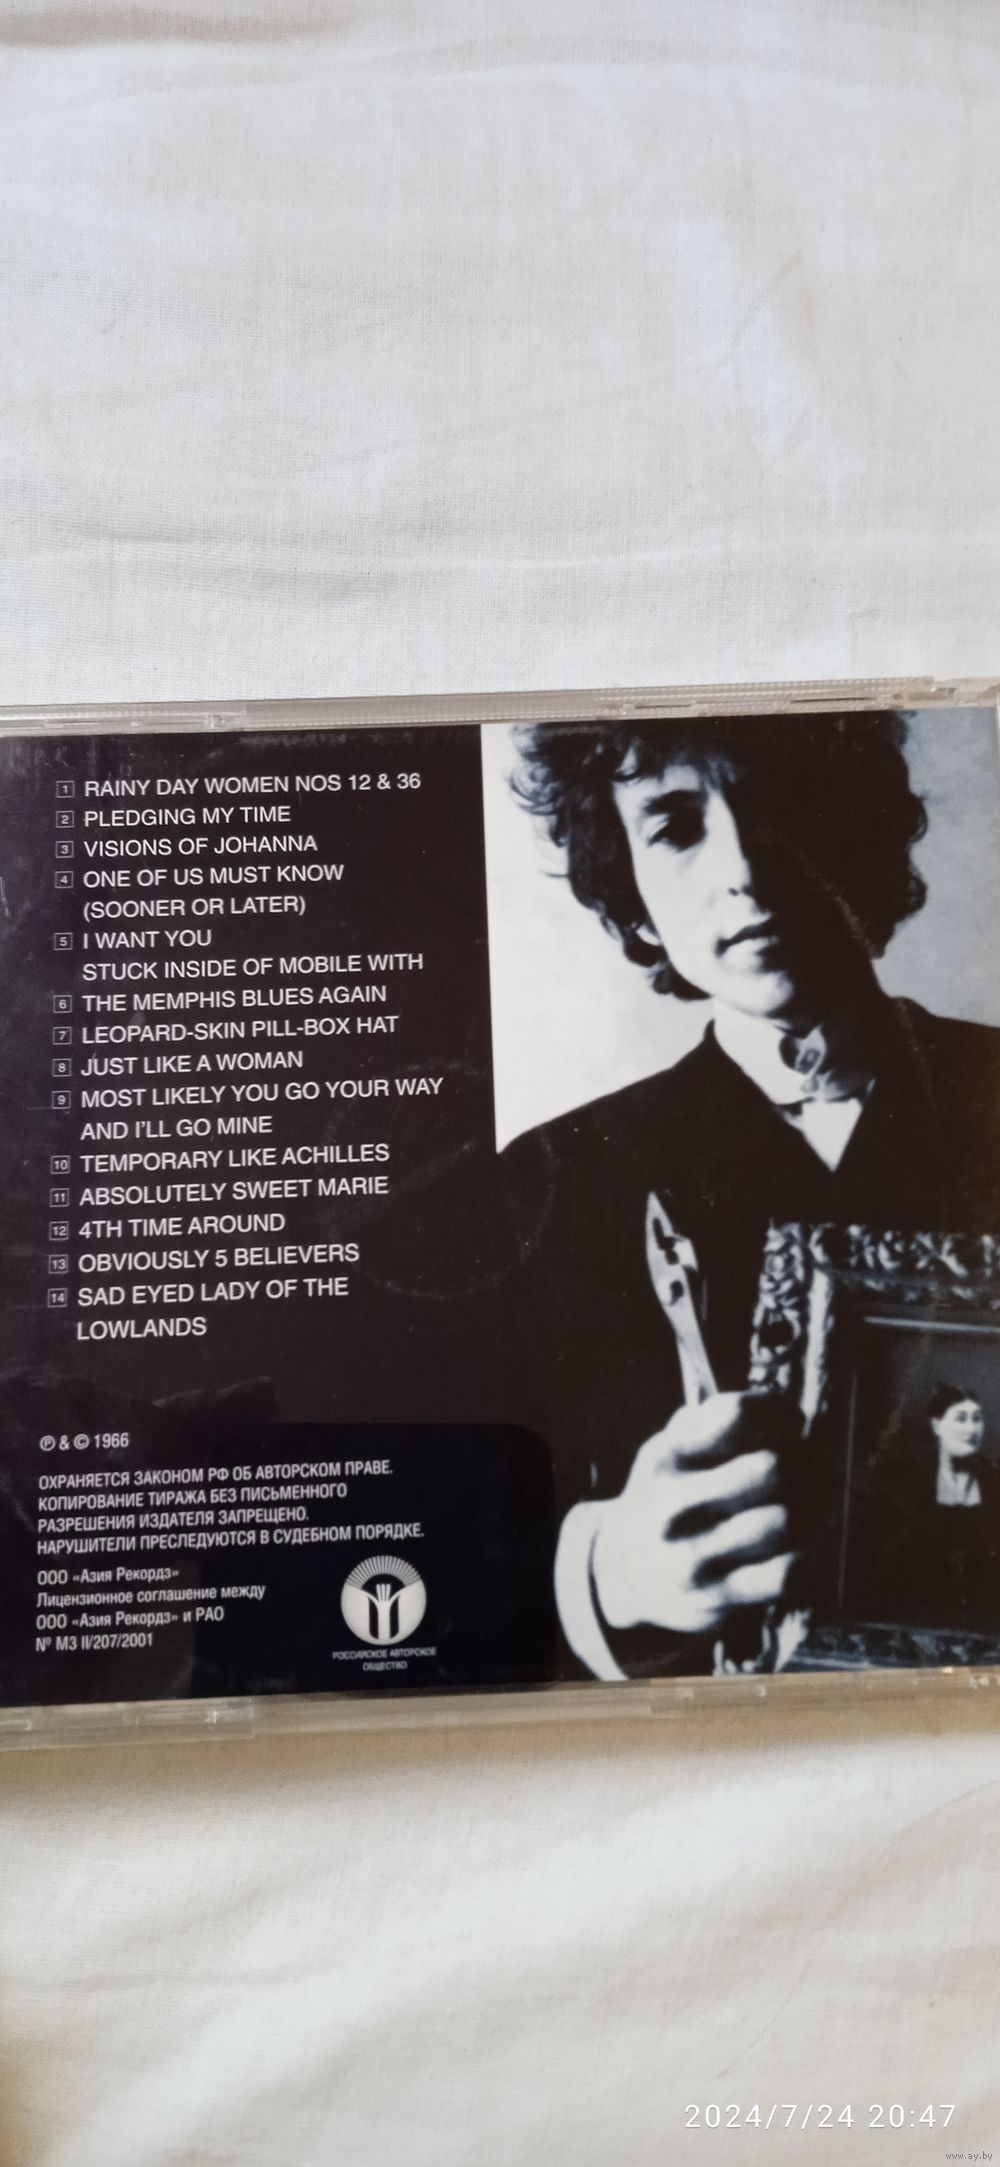 1 RAINY DAY WOMEN NOS 12 & 36
2 PLEDGING MY TIME
3 VISIONS OF JOHANNA
4 ONE OF US MUST KNOW
(SOONER OR LATER)
5 I WANT YOU
STUCK INSIDE OF MOBILE WITH
6 THE MEMPHIS BLUES AGAIN
7 LEOPARD-SKIN PILL-BOX HAT
8 JUST LIKE A WOMAN
9 MOST LIKELY YOU GO YOUR WAY
AND I'LL GO MINE
10 TEMPORARY LIKE ACHILLES
11 ABSOLUTELY SWEET MARIE
12 4TH TIME AROUND
13 OBVIOUSLY 5 BELIEVERS
14 SAD EYED LADY OF THE
LOWLANDS
℗ & © 1966
ОХРАНЯЕТСЯ ЗАКОНОМ РФ ОБ АВТОРСКОМ ПРАВЕ.
КОПИРОВАНИЕ ТИРАЖА БЕЗ ПИСЬМЕННОГО
РАЗРЕШЕНИЯ ИЗДАТЕЛЯ ЗАПРЕЩЕНО.
НАРУШИТЕЛИ ПРЕСЛЕДУЮТСЯ В СУДЕБНОМ ПОРЯДКЕ.
ООО «Азия Рекордз»
Лицензионное соглашение между
ООО «Азия Рекордз» и РАО
№ МЗ II/207/2001
РОССИЙСКОЕ АВТОРСКОЕ
ОБЩЕСТВО
2024/7/24 20:47
www.ay.by